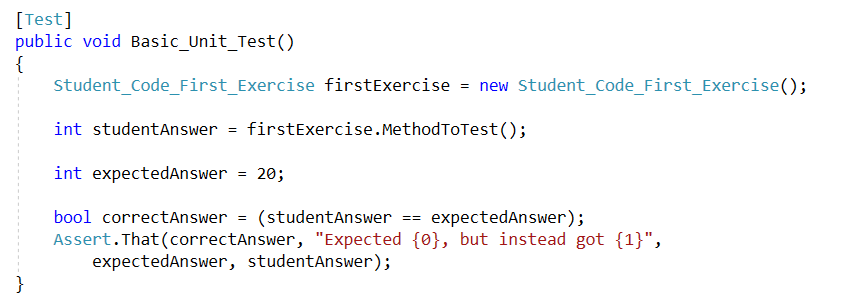 [Test]
public void Basic_Unit_Test()
{
    Student_Code_First_Exercise firstExercise = new Student_Code_First_Exercise();
    int studentAnswer = firstExercise.MethodToTest();
    int expectedAnswer = 20;
    bool correctAnswer = (studentAnswer == expectedAnswer);
    Assert.That(correctAnswer, "Expected {0}, but instead got {1}",
        expectedAnswer, studentAnswer);
}